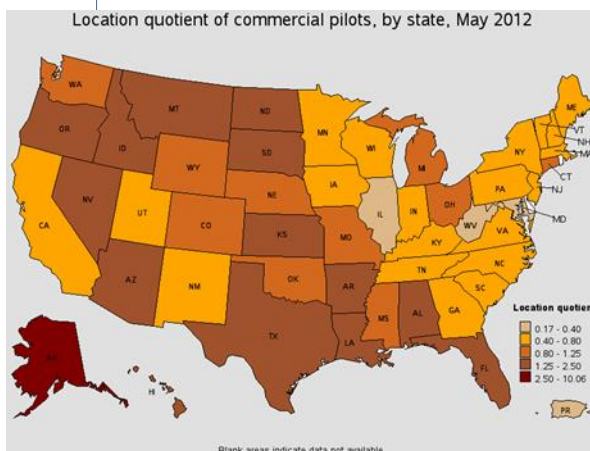 Location quotient of commercial pilots, by state, May 2012
WA
MT
ND
MN
ME
OR
ID
SD
WI
MI
NY
VT
NH
MA
WY
CT
NV
NE
IA
PA
NJ
CA
UT
CO
IL
IN
OH
WV
MD
KS
MO
KY
VA
AZ
NM
OK
AR
TN
NC
SC
TX
LA
MS
AL
GA
FL
AK
HI
PR
Location quotien
0.17 - 0.40
0.40 - 0.80
0.80 - 1.25
1.25 - 2.50
2.50 - 10.06
Blank areas indicate data not available